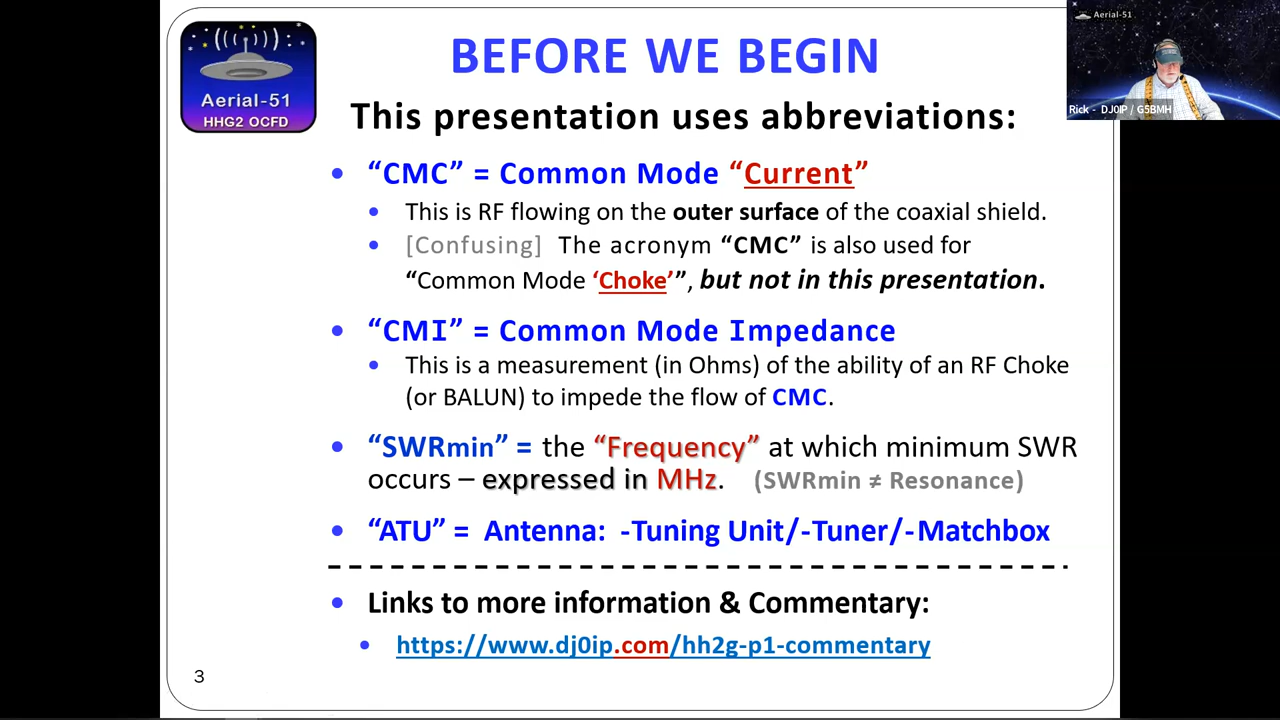 Aerial-51
HHG2 OCFD
BEFORE WE BEGIN
Aerial-51
Rick - DJ0IP / G5BMH
This presentation uses abbreviations:
• “CMC” = Common Mode “Current”
• This is RF flowing on the outer surface of the coaxial shield.
• [Confusing] The acronym “CMC” is also used for
“Common Mode ‘Choke’”, but not in this presentation.
• “CMI” = Common Mode Impedance
• This is a measurement (in Ohms) of the ability of an RF Choke
(or BALUN) to impede the flow of CMC.
• “SWRmin” = the “Frequency” at which minimum SWR
occurs – expressed in MHz. (SWRmin ≠ Resonance)
• “ATU” = Antenna: -Tuning Unit/-Tuner/-Matchbox
• Links to more information & Commentary:
• https://www.dj0ip.com/hh2g-p1-commentary
3